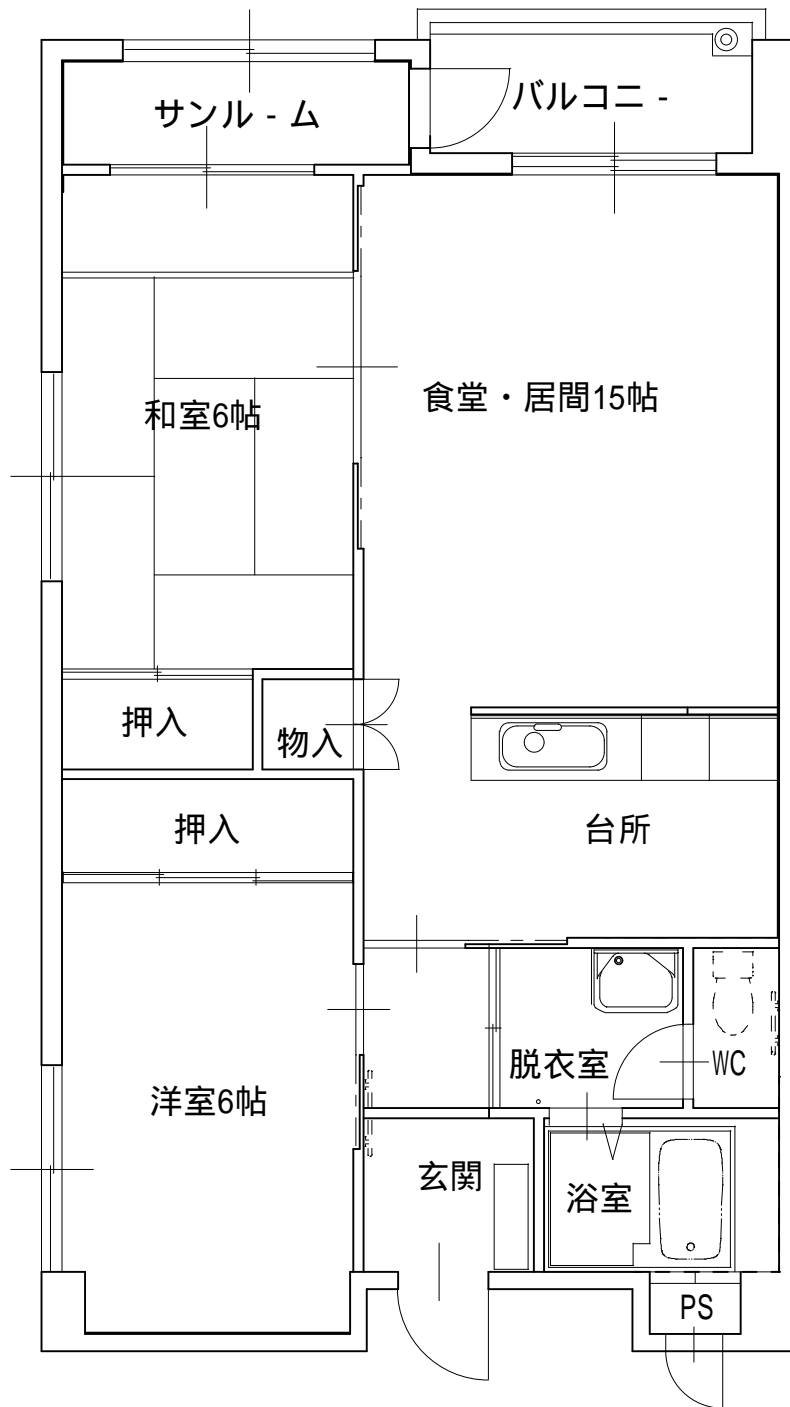 サンル-ム
バルコニ-
和室6帖
食堂・居間15帖
押入
物入
押入
台所
脱衣室
WC
洋室6帖
玄関
浴室
PS